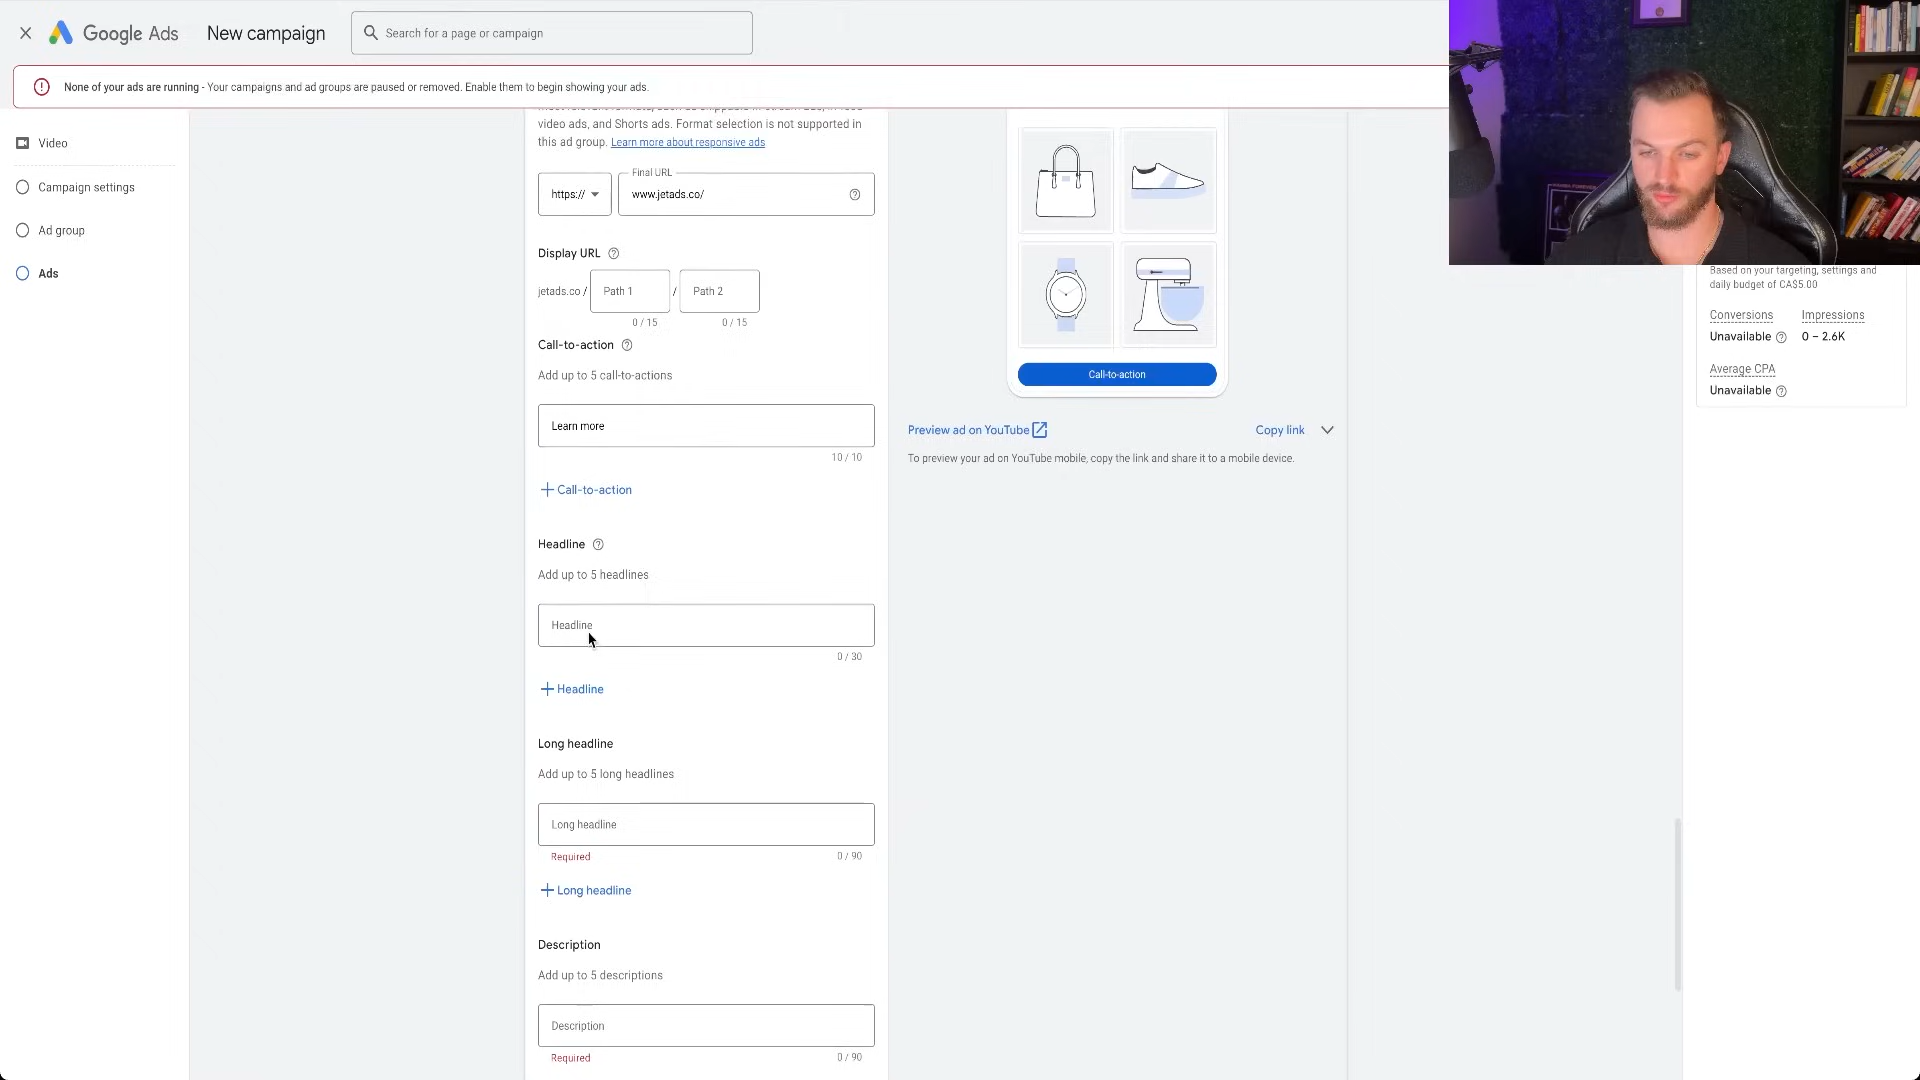 Google Ads
New campaign
Search for a page or campaign
None of your ads are running - Your campaigns and ad groups are paused or removed. Enable them to begin showing your ads.
Video
Campaign settings
Ad group
Ads
video ads, and Shorts ads. Format selection is not supported in
this ad group. Learn more about responsive ads
https://
Final URL
www.jetads.co/
Display URL
jetads.co / Path 1 / Path 2
0 / 15
0 / 15
Call-to-action
Add up to 5 call-to-actions
Learn more
10 / 10
Call-to-action
Headline
Add up to 5 headlines
Headline
0 / 30
Headline
Long headline
Add up to 5 long headlines
Long headline
Required
0 / 90
Long headline
Description
Add up to 5 descriptions
Description
Required
0 / 90
Call-to-action
Preview ad on YouTube
Copy link
To preview your ad on YouTube mobile, copy the link and share it to a mobile device.
Based on your targeting, settings and
daily budget of CA$5.00
Conversions
Impressions
Unavailable
0 – 2.6K
Average CPA
Unavailable